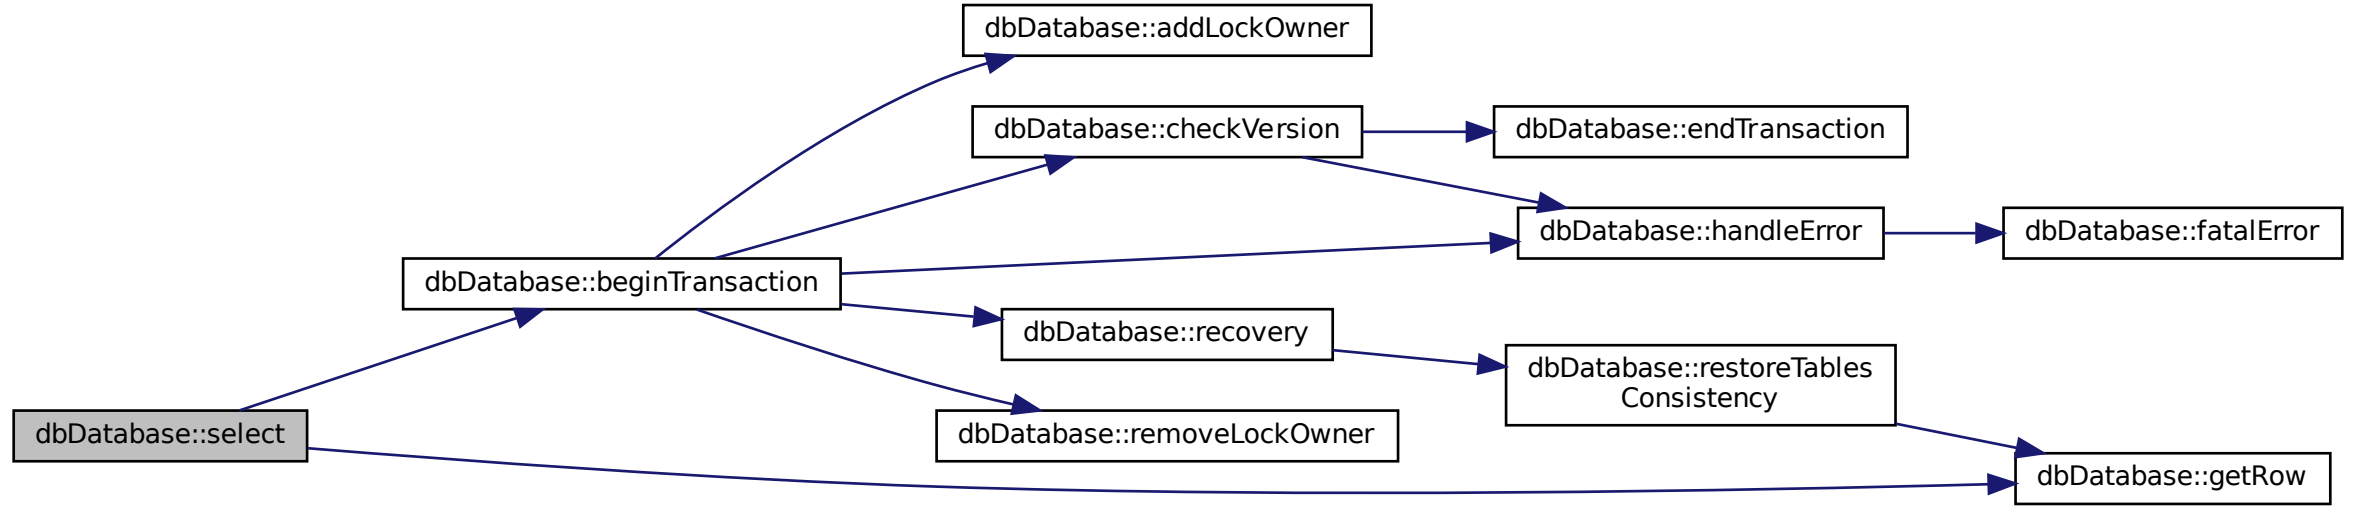 dbDatabase::addLockOwner
dbDatabase::checkVersion
dbDatabase::endTransaction
dbDatabase::handleError
dbDatabase::fatalError
dbDatabase::beginTransaction
dbDatabase::recovery
dbDatabase::restoreTables
Consistency
dbDatabase::select
dbDatabase::removeLockOwner
dbDatabase::getRow